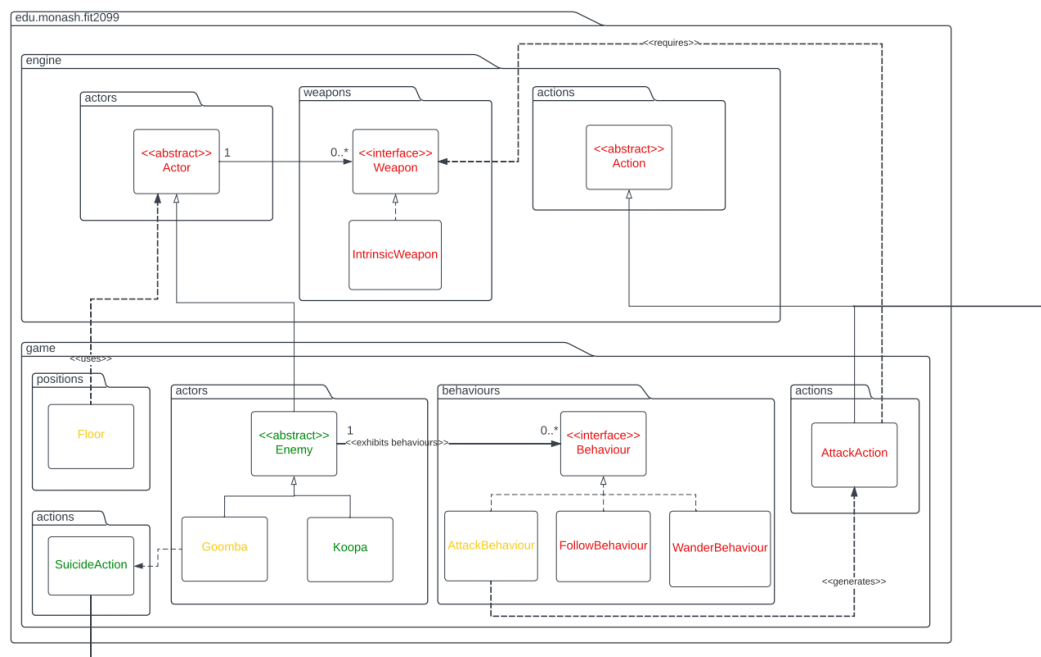 edu.monash.fit2099
<<requires>>
engine
actors
weapons
actions
<<abstract>>
Actor
1
0..*
<<interface>>
Weapon
<<abstract>>
Action
IntrinsicWeapon
game
<<uses>>
positions
Floor
actors
<<abstract>>
Enemy
1
<<exhibits behaviours>>
0..*
behaviours
<<interface>>
Behaviour
actions
AttackAction
actions
SuicideAction
Goomba
Koopa
AttackBehaviour
FollowBehaviour
WanderBehaviour
<<generates>>